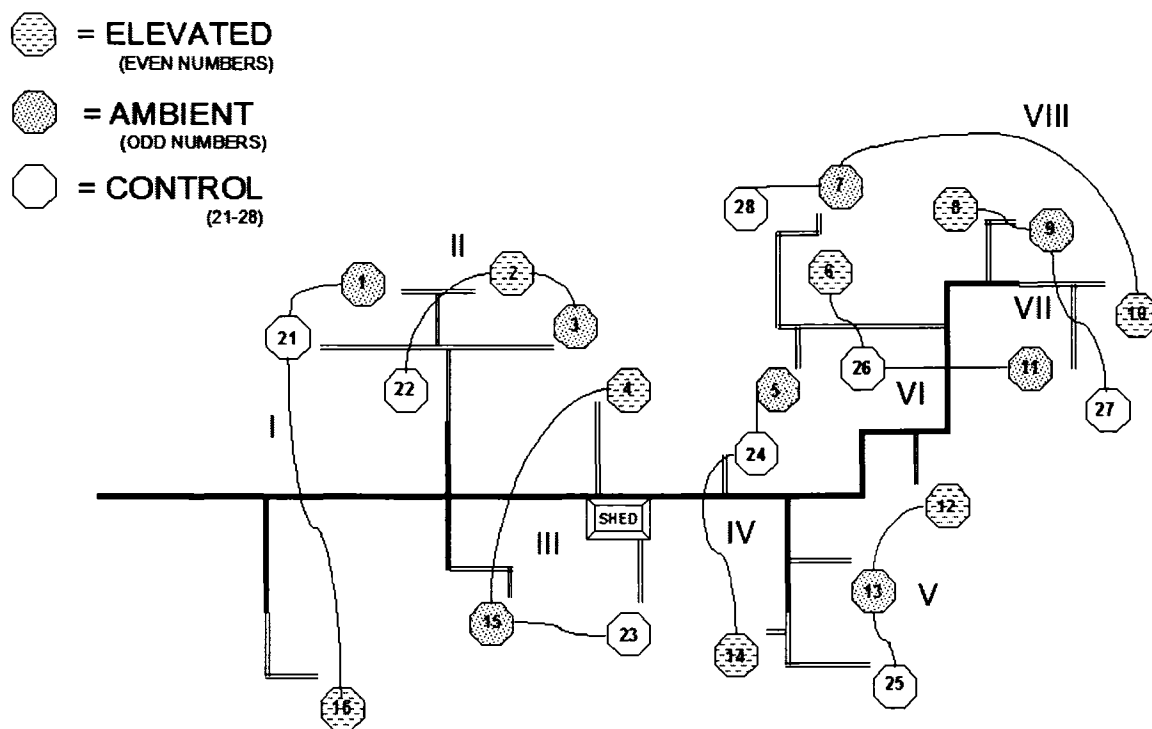 = ELEVATED
(EVEN NUMBERS)
= AMBIENT
(ODD NUMBERS)
= CONTROL
(21-28)
VIII
7
28
8
9
II
1
2
6
21
3
VII
10
22
4
5
26
11
VI
27
I
24
12
SHED
III
IV
13
V
15
23
14
25
16